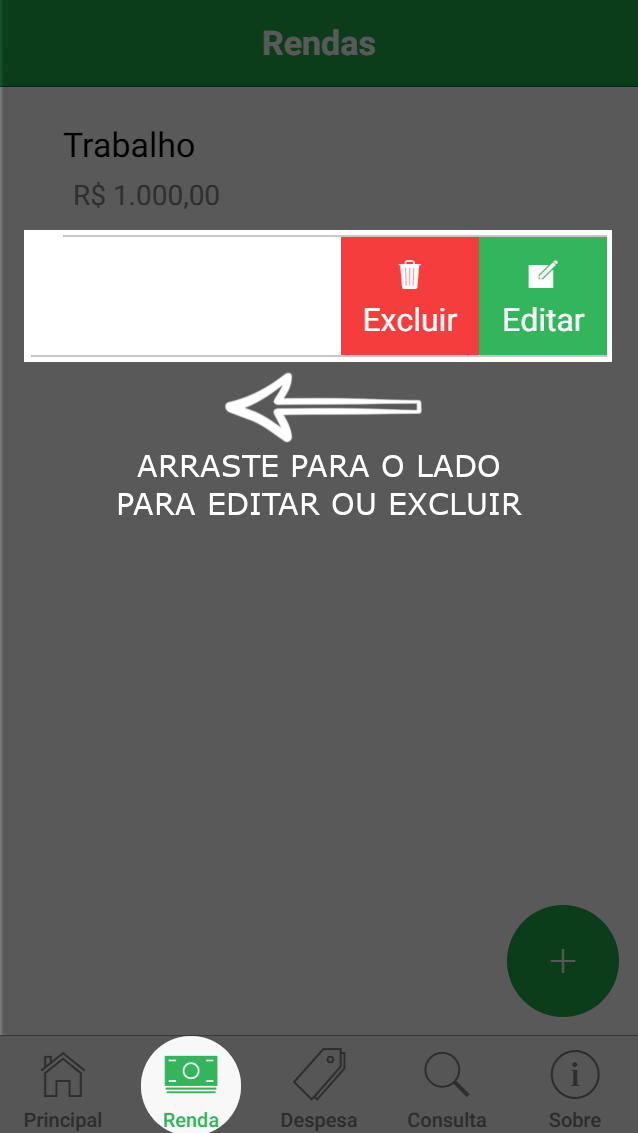 Rendas
Trabalho
R$ 1.000,00
Excluir Editar
ARRASTE PARA O LADO
PARA EDITAR OU EXCLUIR
Principal Renda Despesa Consulta Sobre